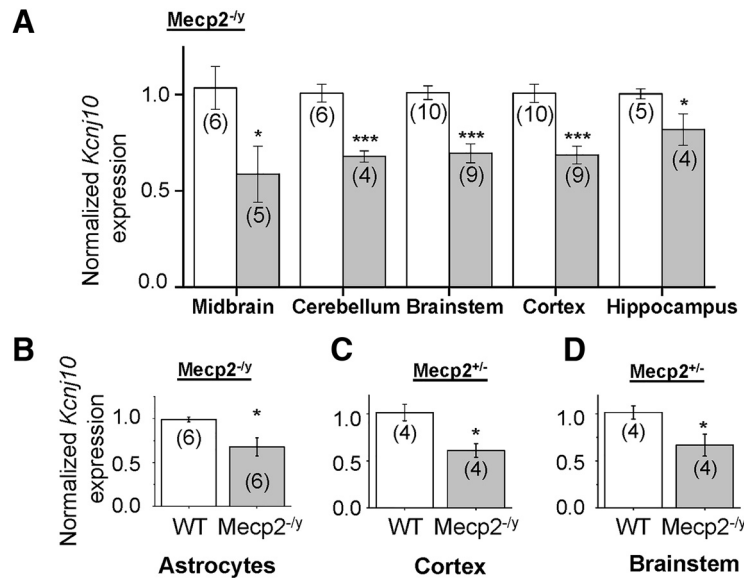 A
Mecp2-/y
Normalized Kcnj10
expression
1.0
0.5
0.0
(6) (5) (6) (4) (10) (9) (10) (9) (5) (4)
* *** *** *** *
Midbrain Cerebellum Brainstem Cortex Hippocampus
B
Mecp2-/y
Normalized Kcnj10
expression
1.0
0.5
0.0
*
(6) (6)
WT Mecp2-/y
Astrocytes
C
Mecp2+/-
1.0
0.5
0.0
*
(4) (4)
WT Mecp2-/y
Cortex
D
Mecp2+/-
1.0
0.5
0.0
*
(4) (4)
WT Mecp2-/y
Brainstem